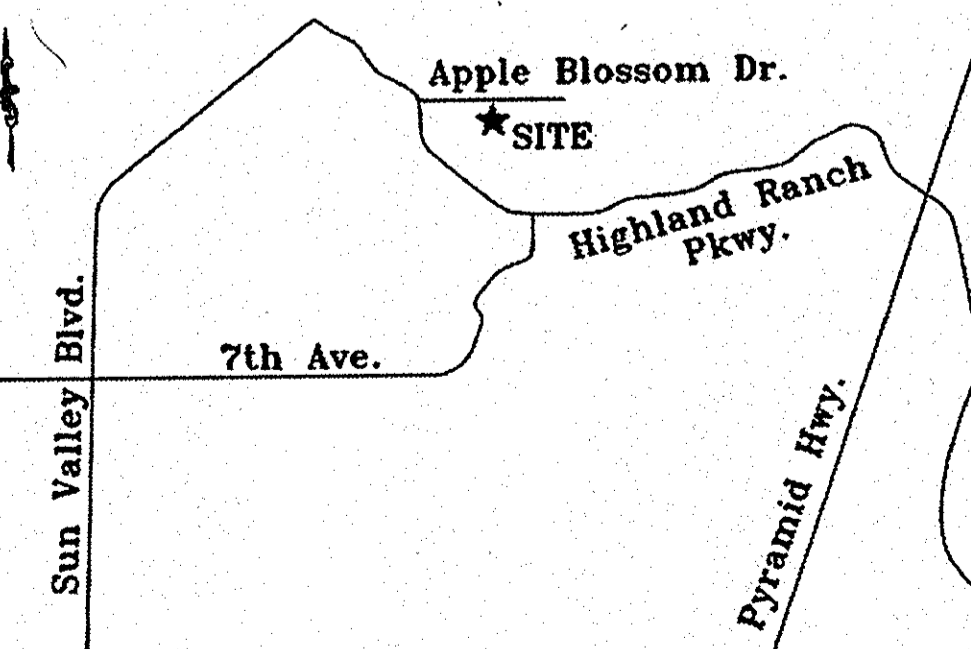 Apple Blossom Dr.
SITE
Highland Ranch
Pkwy.
7th Ave.
Sun Valley Blvd.
Pyramid Hwy.